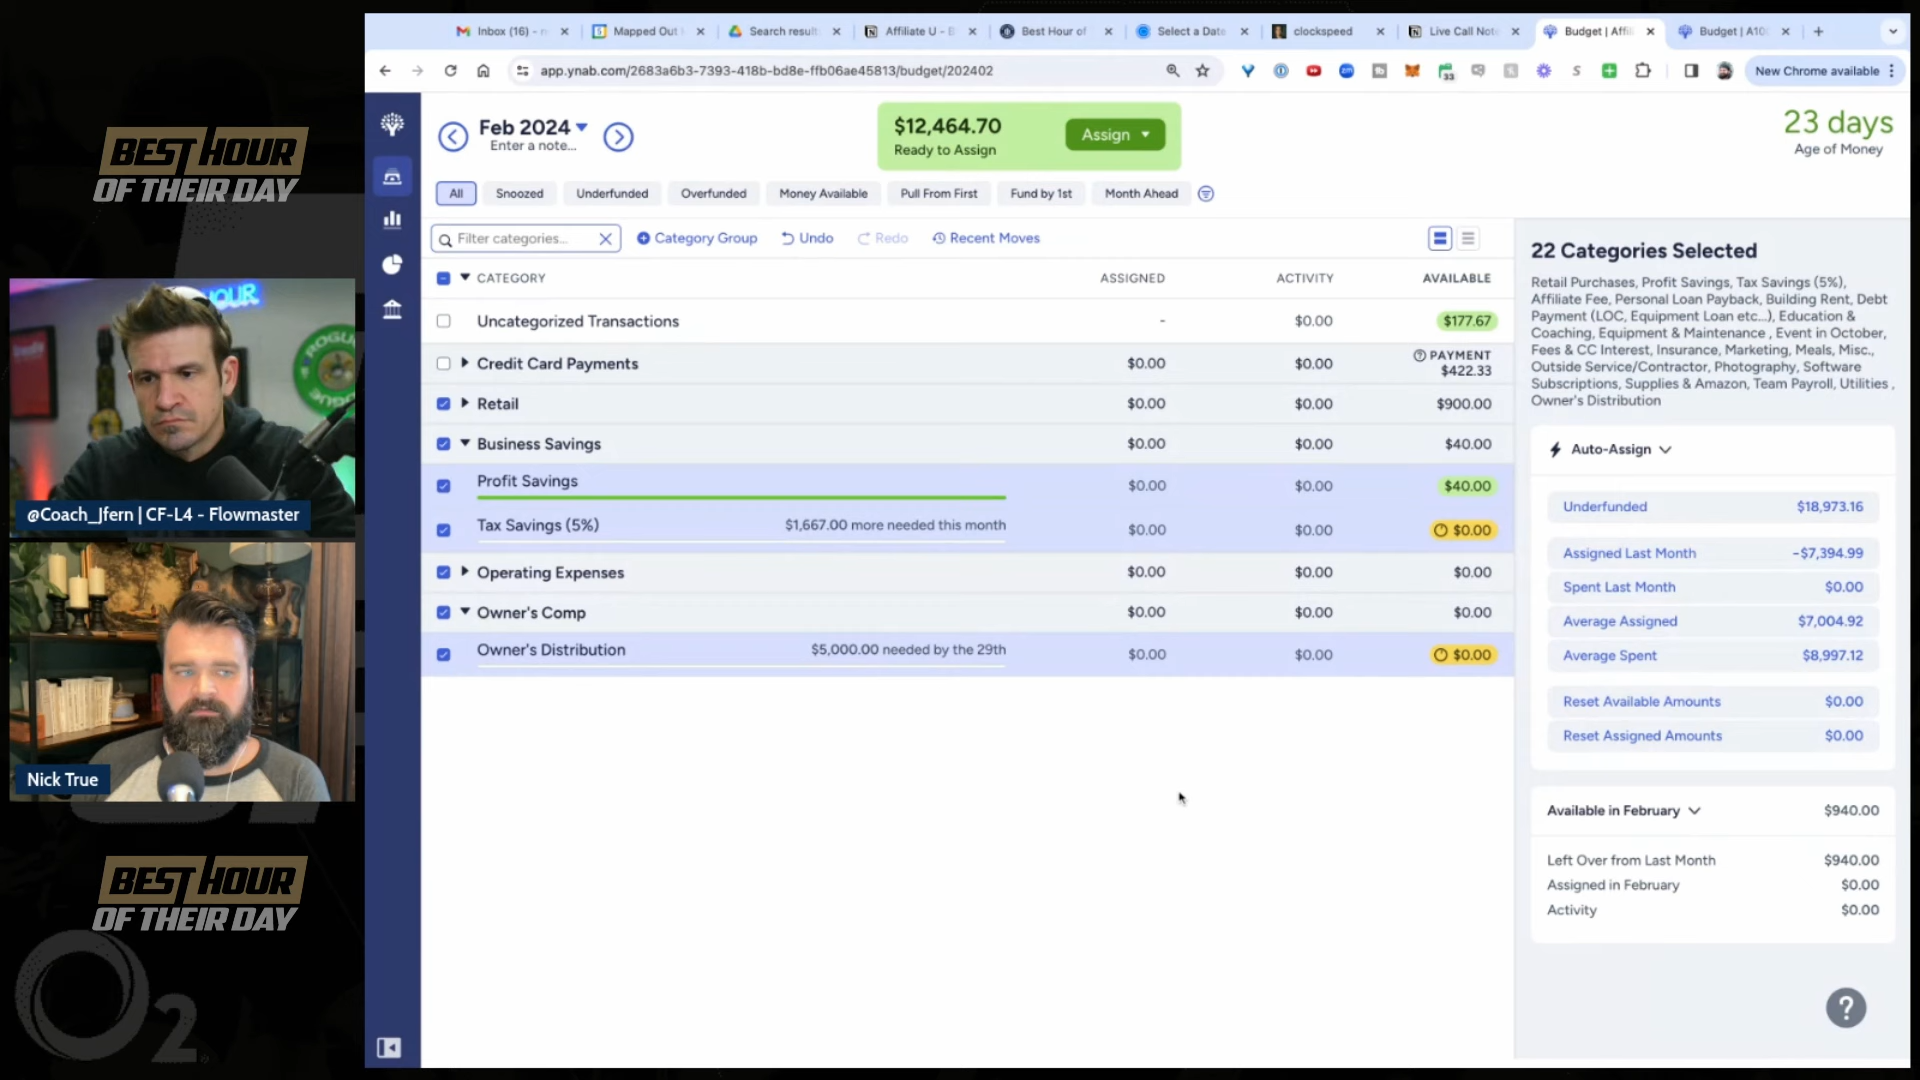 BEST HOUR
OF THEIR DAY
HOUR
ROGUE
@Coach_Jfern | CF-L4 - Flowmaster
Nick True
BEST HOUR
OF THEIR DAY
O2
Inbox (16) -
Mapped Out
Search result
Affiliate U -
Best Hour of
Select a Date
clockspeed
Live Call Note
Budget | Affili
Budget | A10
app.ynab.com/2683a6b3-7393-418b-bd8e-ffb06ae45813/budget/202402
33
New Chrome available
Feb 2024
Enter a note...
$12,464.70
Ready to Assign
Assign
23 days
Age of Money
All
Snoozed
Underfunded
Overfunded
Money Available
Pull From First
Fund by 1st
Month Ahead
Filter categories...
Category Group
Undo
Redo
Recent Moves
CATEGORY ASSIGNED ACTIVITY AVAILABLE
Uncategorized Transactions - $0.00 $177.67
Credit Card Payments $0.00 $0.00 PAYMENT
$422.33
Retail $0.00 $0.00 $900.00
Business Savings $0.00 $0.00 $40.00
Profit Savings $0.00 $0.00 $40.00
Tax Savings (5%) $1,667.00 more needed this month $0.00 $0.00 $0.00
Operating Expenses $0.00 $0.00 $0.00
Owner's Comp $0.00 $0.00 $0.00
Owner's Distribution $5,000.00 needed by the 29th $0.00 $0.00 $0.00
22 Categories Selected
Retail Purchases, Profit Savings, Tax Savings (5%),
Affiliate Fee, Personal Loan Payback, Building Rent, Debt
Payment (LOC, Equipment Loan etc...), Education &
Coaching, Equipment & Maintenance , Event in October,
Fees & CC Interest, Insurance, Marketing, Meals, Misc.,
Outside Service/Contractor, Photography, Software
Subscriptions, Supplies & Amazon, Team Payroll, Utilities ,
Owner's Distribution
Auto-Assign
Underfunded $18,973.16
Assigned Last Month -$7,394.99
Spent Last Month $0.00
Average Assigned $7,004.92
Average Spent $8,997.12
Reset Available Amounts $0.00
Reset Assigned Amounts $0.00
Available in February $940.00
Left Over from Last Month $940.00
Assigned in February $0.00
Activity $0.00
?